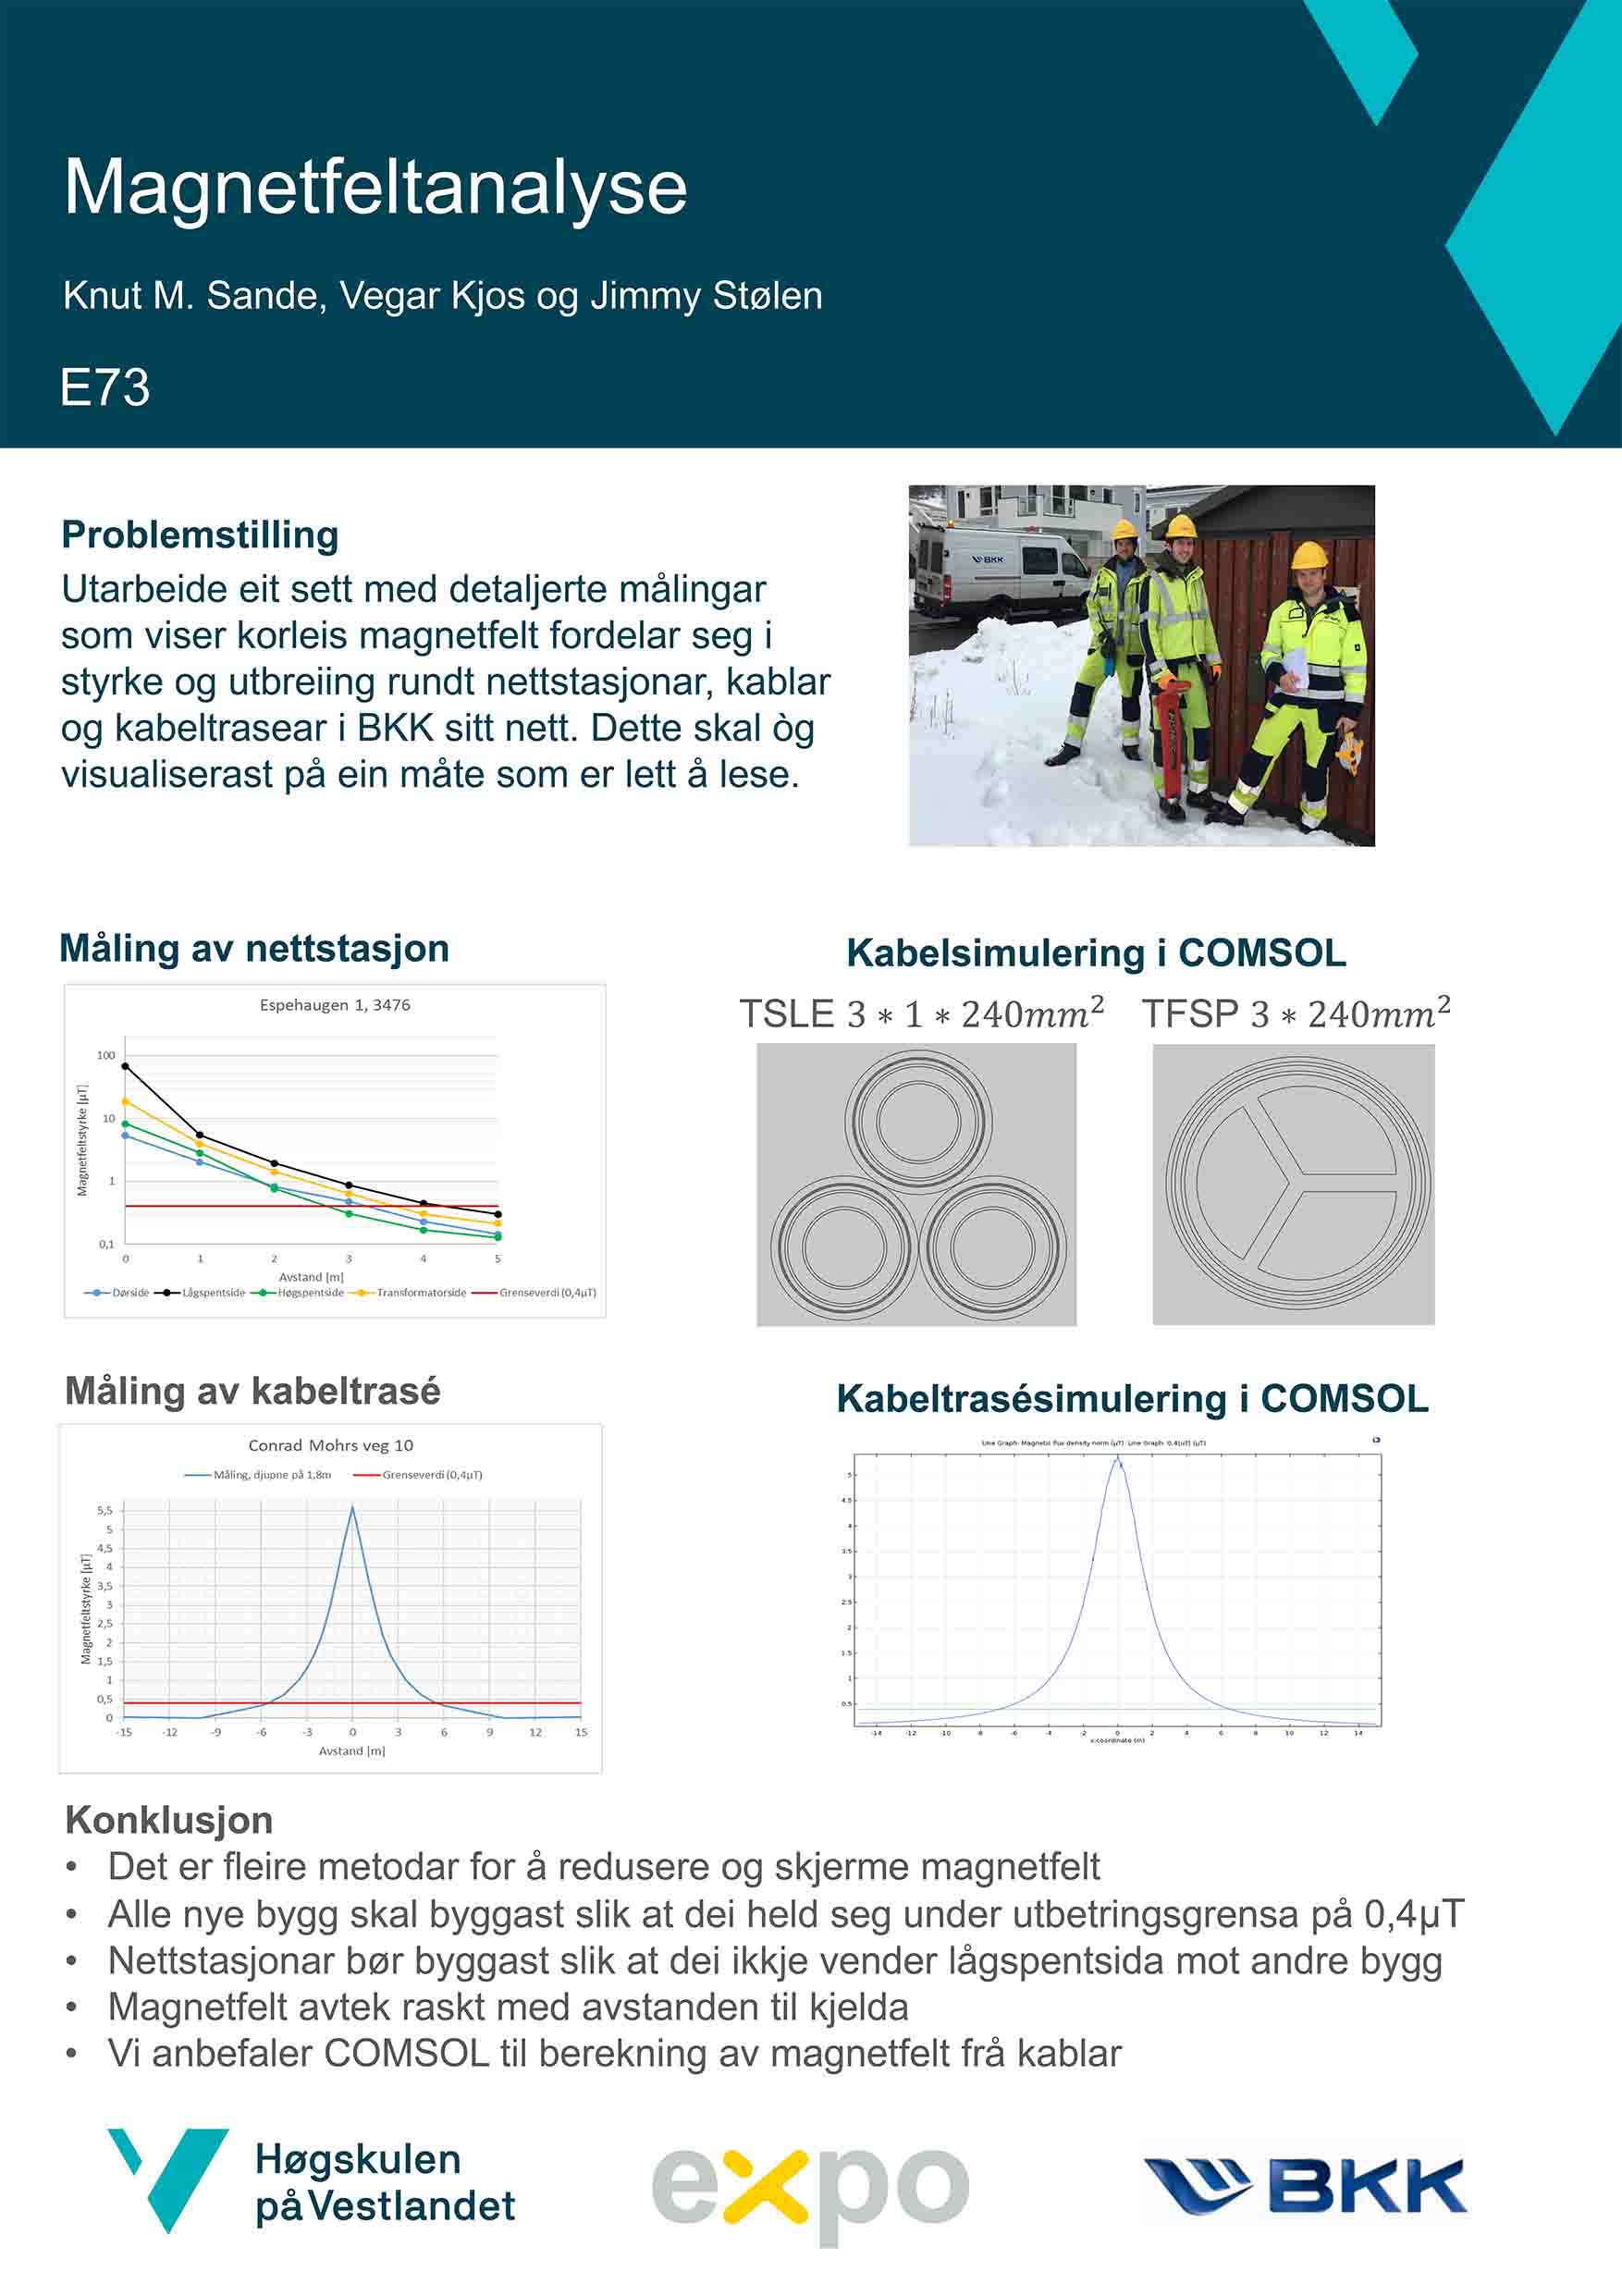 Magnetfeltanalyse
Knut M. Sande, Vegar Kjos og Jimmy Stølen
E73
Problemstilling
Utarbeide eit sett med detaljerte målingar
som viser korleis magnetfelt fordelar seg i
styrke og utbreiing rundt nettstasjonar, kablar
og kabeltrasear i BKK sitt nett. Dette skal òg
visualiserast på ein måte som er lett å lese.
BKK
Måling av nettstasjon
Espehaugen 1, 3476
Magnetfeltstyrke [µT]
100
10
1
0,1
0 1 2 3 4 5
Avstand [m]
Dørside Lågspentside Høgspentside Transformatorside Grenseverdi (0,4µT)
Kabelsimulering i COMSOL
TSLE 3 ∗ 1 ∗ 240mm² TFSP 3 ∗ 240mm²
Måling av kabeltrasé
Conrad Mohrs veg 10
Måling, djupne på 1,8m Grenseverdi (0,4µT)
Magnetfeltstyrke [µT]
5,5
5
4,5
4
3,5
3
2,5
2
1,5
1
0,5
0
-15 -12 -9 -6 -3 0 3 6 9 12 15
Avstand [m]
Kabeltrasésimulering i COMSOL
Line Graph: Magnetic flux density norm (µT) Line Graph: 0.4[uT] (µT)
5
4.5
4
3.5
3
2.5
2
1.5
1
0.5
-14 -12 -10 -8 -6 -4 -2 0 2 4 6 8 10 12 14
x-coordinate (m)
Konklusjon
• Det er fleire metodar for å redusere og skjerme magnetfelt
• Alle nye bygg skal byggast slik at dei held seg under utbetringsgrensa på 0,4µT
• Nettstasjonar bør byggast slik at dei ikkje vender lågspentsida mot andre bygg
• Magnetfelt avtek raskt med avstanden til kjelda
• Vi anbefaler COMSOL til berekning av magnetfelt frå kablar
Høgskulen
på Vestlandet
expo
BKK